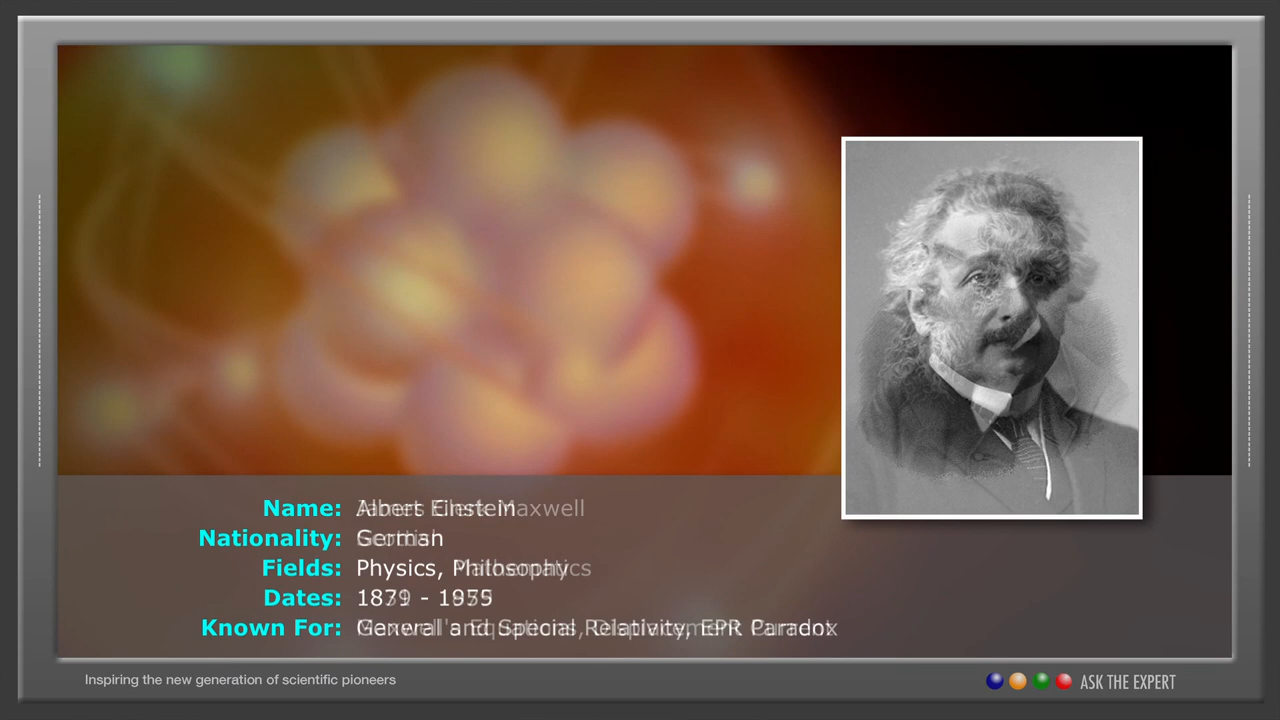 Name: Albert Einstein
Nationality: German
Fields: Physics, Philosophy
Dates: 1879 - 1955
Known For: General and Special Relativity, EPR Paradox
Inspiring the new generation of scientific pioneers
ASK THE EXPERT